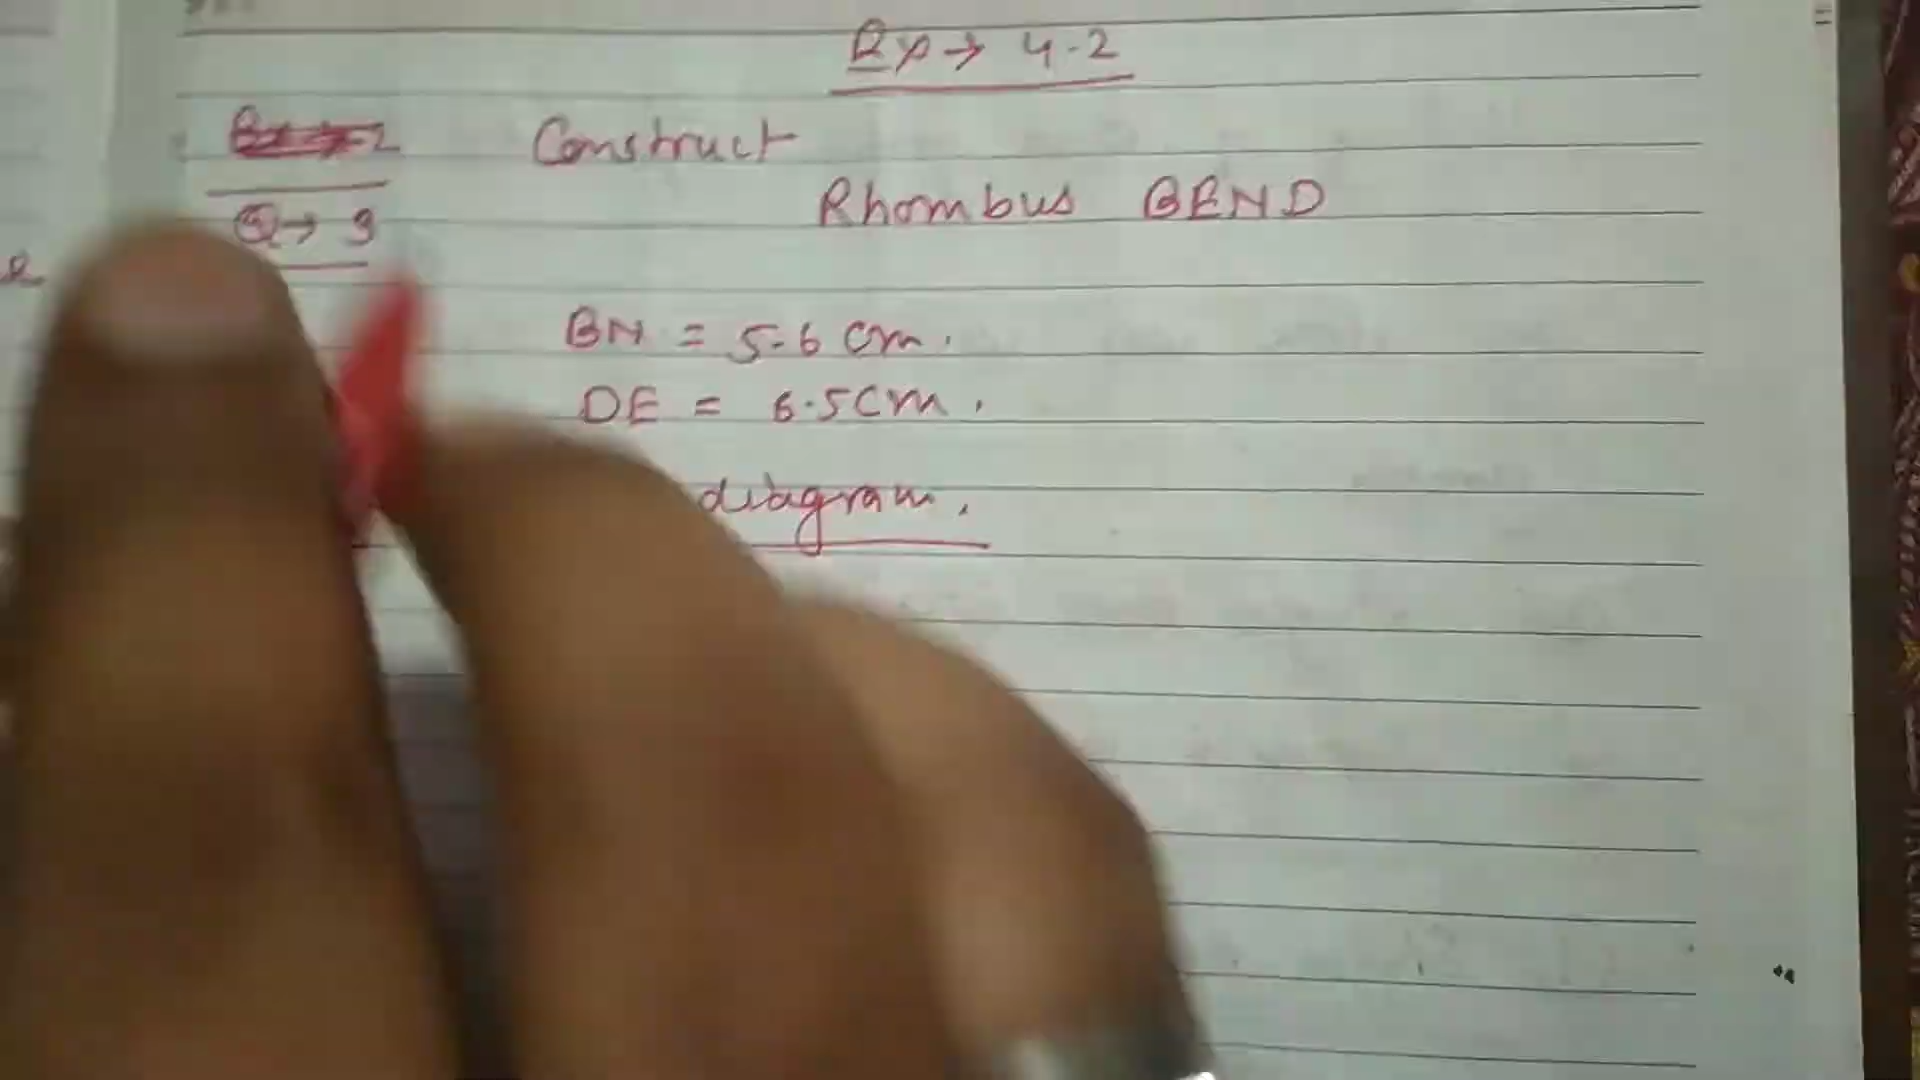 Ex → 4.2
Construct
Rhombus BEND
Q → 3
BN = 5.6 cm.
DE = 6.5 cm.
diagram.